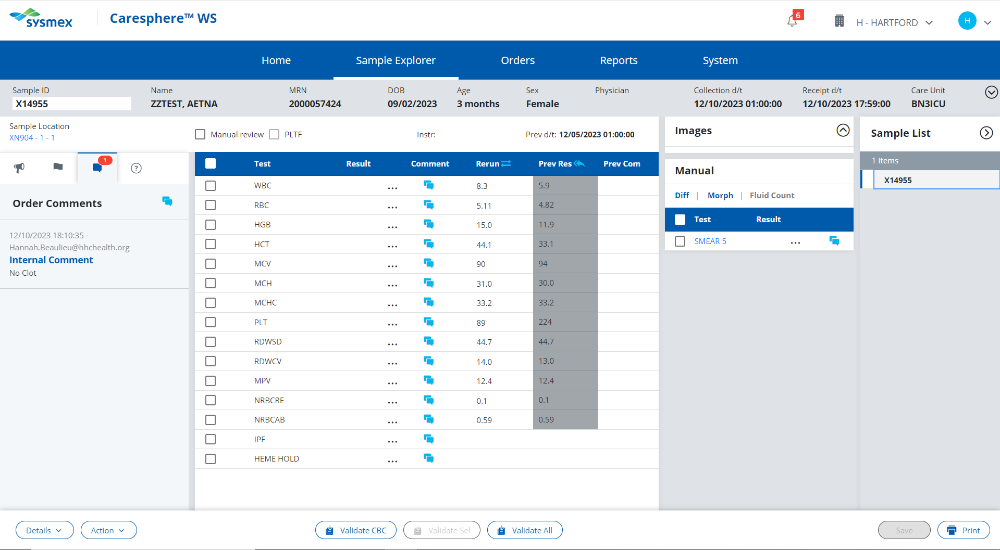 sysmex
Caresphere™ WS
6
H - HARTFORD
H
Home
Sample Explorer
Orders
Reports
System
Sample ID
Name
MRN
DOB
Age
Sex
Physician
Collection d/t
Receipt d/t
Care Unit
X14955
ZZTEST, AETNA
2000057424
09/02/2023
3 months
Female
12/10/2023 01:00:00
12/10/2023 17:59:00
BN3ICU
Sample Location
XN904 - 1 - 1
1
?
Order Comments
12/10/2023 18:10:35 -
Hannah.Beaulieu@hhchealth.org
Internal Comment
No Clot
Manual review
PLTF
Instr:
Prev d/t: 12/05/2023 01:00:00
Test Result Comment Rerun Prev Res Prev Com
WBC ... 8.3 5.9
RBC ... 5.11 4.82
HGB ... 15.0 11.9
HCT ... 44.1 33.1
MCV ... 90 94
MCH ... 31.0 30.0
MCHC ... 33.2 33.2
PLT ... 89 224
RDWSD ... 44.7 44.7
RDWCV ... 14.0 13.0
MPV ... 12.4 12.4
NRBCRE ... 0.1 0.1
NRBCAB ... 0.59 0.59
IPF ...
HEME HOLD ...
Images
Manual
Diff | Morph | Fluid Count
Test Result
SMEAR 5 ...
Sample List
1 Items
X14955
Details
Action
Validate CBC
Validate Sel
Validate All
Save
Print